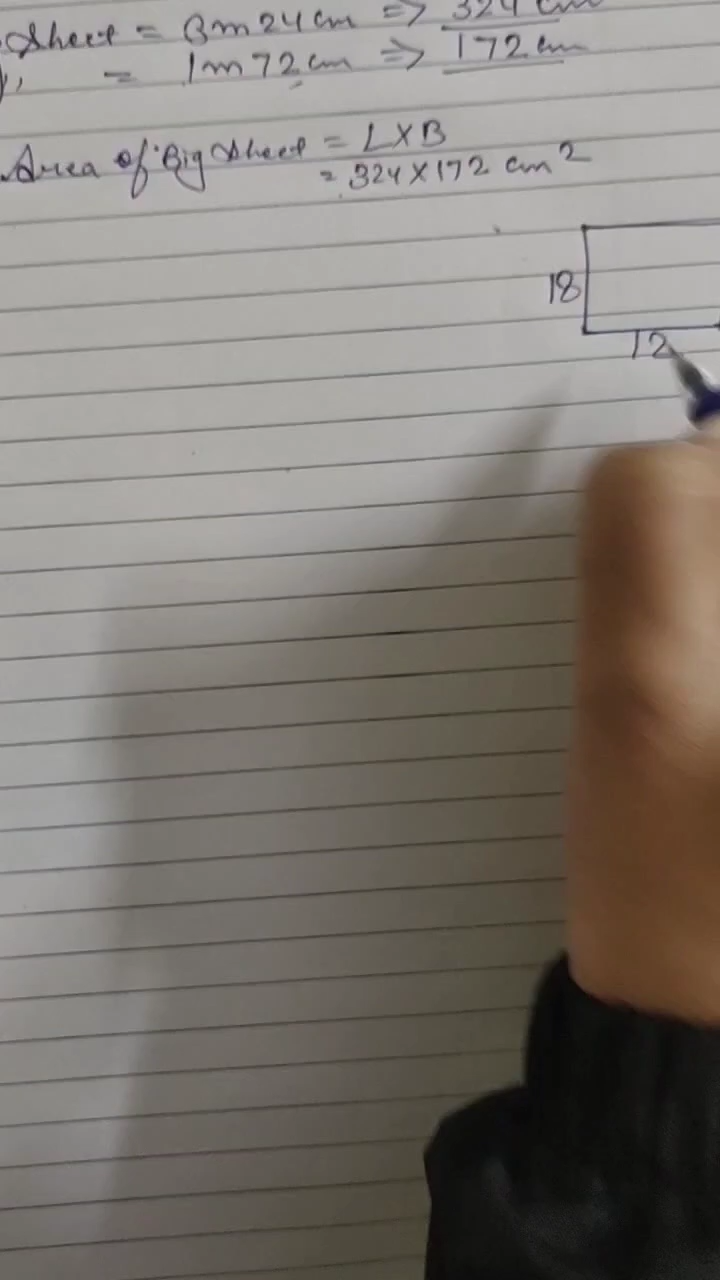 Sheet = 3m 24 cm => 324 cm
,, = 1m 72 cm => 172 cm
Area of Big Sheet = L X B
= 324 X 172 cm²
18
12